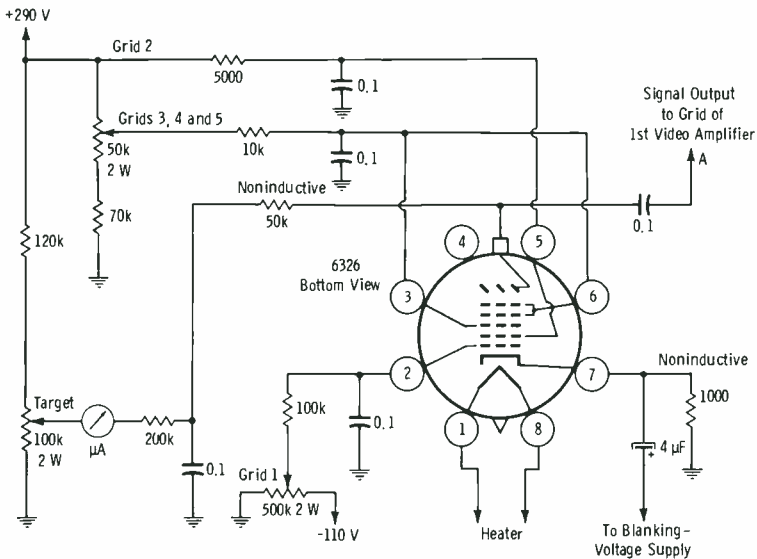 +290 V
Grid 2
5000
0.1
Grids 3, 4 and 5
50k
2 W
10k
0.1
Signal Output
to Grid of
1st Video Amplifier
A
Noninductive
50k
70k
0.1
120k
6326
Bottom View
4
5
3
6
2
7
1
8
Noninductive
1000
Target
100k
2 W
µA
200k
0.1
100k
0.1
4 µF
+
Grid 1
500k 2 W
-110 V
Heater
To Blanking-
Voltage Supply